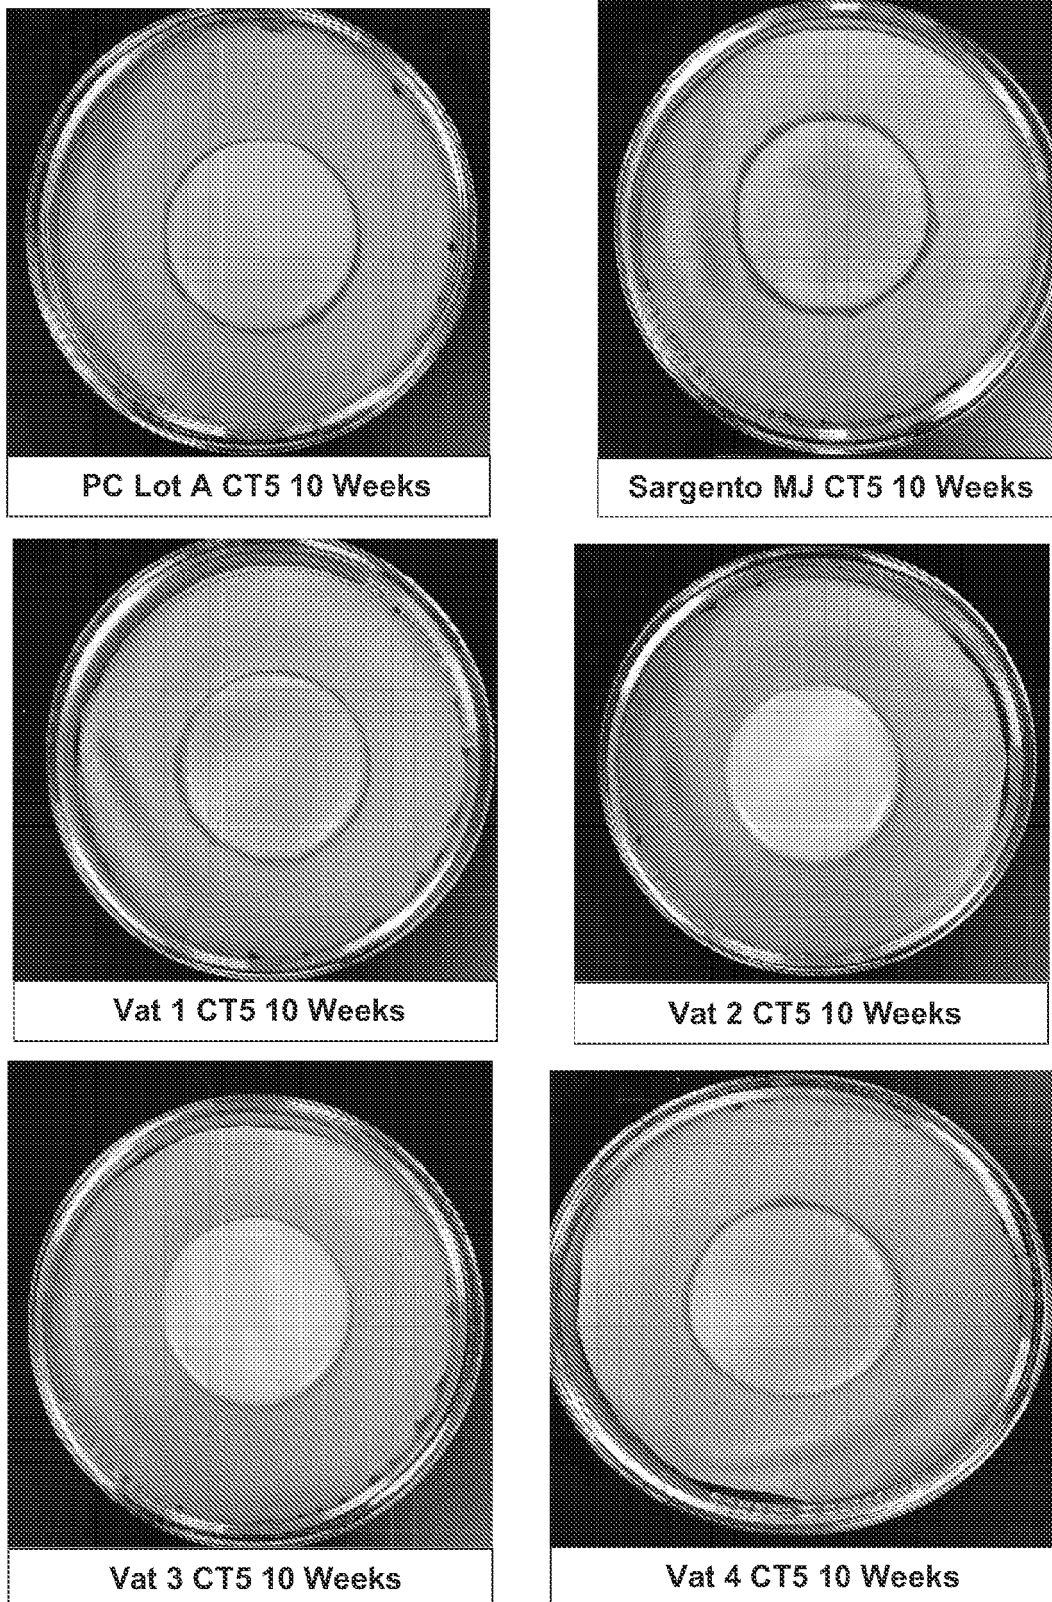 PC Lot A CT5 10 Weeks
Sargento MJ CT5 10 Weeks
Vat 1 CT5 10 Weeks
Vat 2 CT5 10 Weeks
Vat 3 CT5 10 Weeks
Vat 4 CT5 10 Weeks